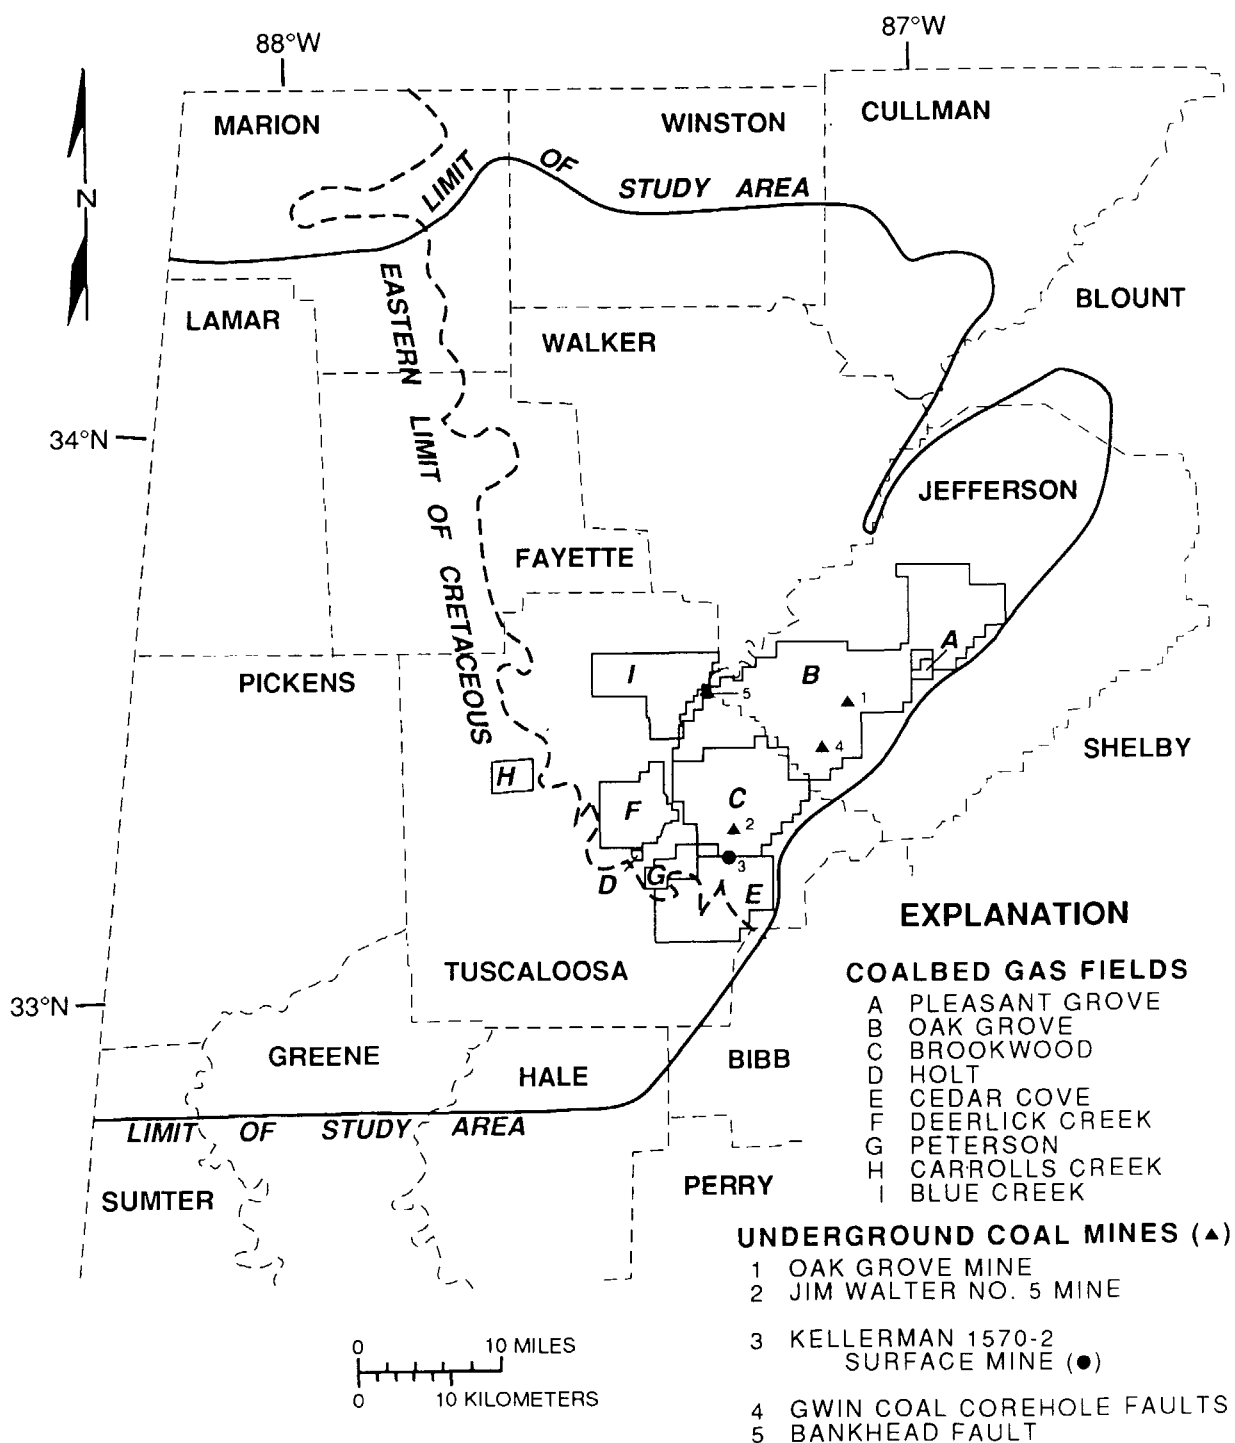 88°W
87°W
MARION
WINSTON
CULLMAN
LIMIT OF STUDY AREA
N
EASTERN LIMIT OF CRETACEOUS
LAMAR
BLOUNT
WALKER
34°N
JEFFERSON
FAYETTE
A
I
B
PICKENS
5
1
4
SHELBY
H
F
C
2
3
D
G
E
EXPLANATION
TUSCALOOSA
COALBED GAS FIELDS
33°N
A PLEASANT GROVE
B OAK GROVE
C BROOKWOOD
D HOLT
E CEDAR COVE
F DEERLICK CREEK
G PETERSON
H CARROLLS CREEK
I BLUE CREEK
GREENE
HALE
BIBB
LIMIT OF STUDY AREA
SUMTER
PERRY
UNDERGROUND COAL MINES (▲)
1 OAK GROVE MINE
2 JIM WALTER NO. 5 MINE
3 KELLERMAN 1570-2
SURFACE MINE (●)
4 GWIN COAL COREHOLE FAULTS
5 BANKHEAD FAULT
0 10 MILES
0 10 KILOMETERS